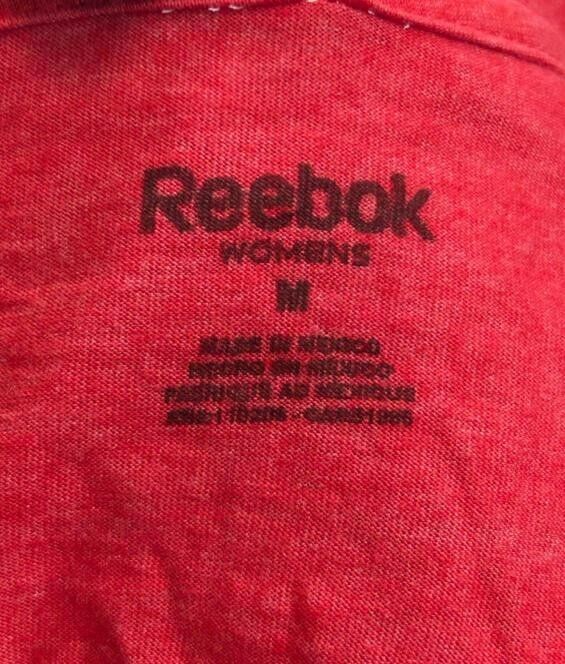 Reebok
WOMENS
M
MADE IN MEXICO
HECHO EN MEXICO
FABRIQUE AU MEXIQUE